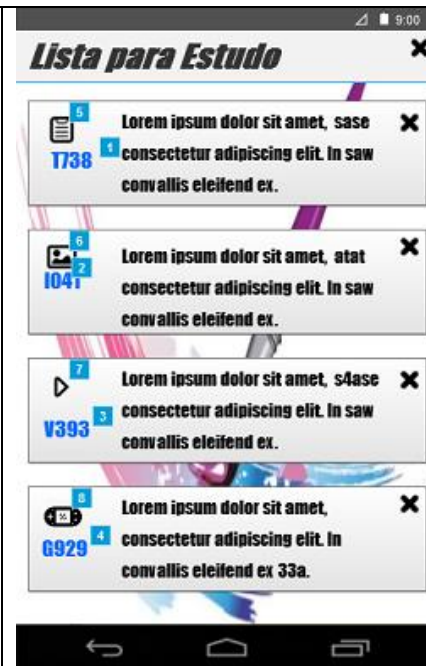 9:00
Lista para Estudo
5
T738
1
Lorem ipsum dolor sit amet, sase
consectetur adipiscing elit. In saw
convallis eleifend ex.
6
2
I041
Lorem ipsum dolor sit amet, atat
consectetur adipiscing elit. In saw
convallis eleifend ex.
7
V393
3
Lorem ipsum dolor sit amet, s4ase
consectetur adipiscing elit. In saw
convallis eleifend ex.
8
G929
4
Lorem ipsum dolor sit amet,
consectetur adipiscing elit. In
convallis eleifend ex 33a.